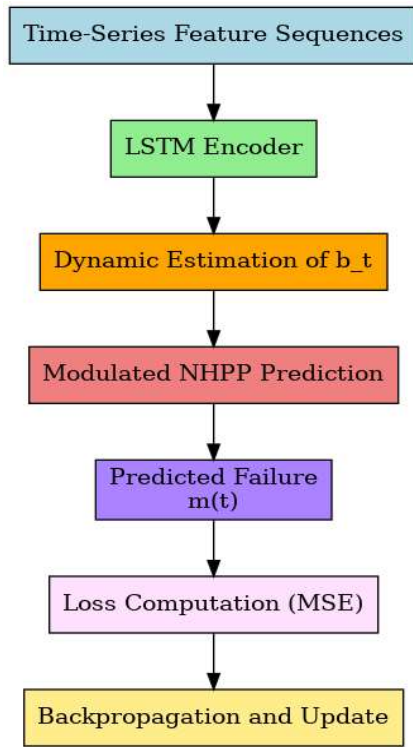 Time-Series Feature Sequences
LSTM Encoder
Dynamic Estimation of b_t
Modulated NHPP Prediction
Predicted Failure
m(t)
Loss Computation (MSE)
Backpropagation and Update